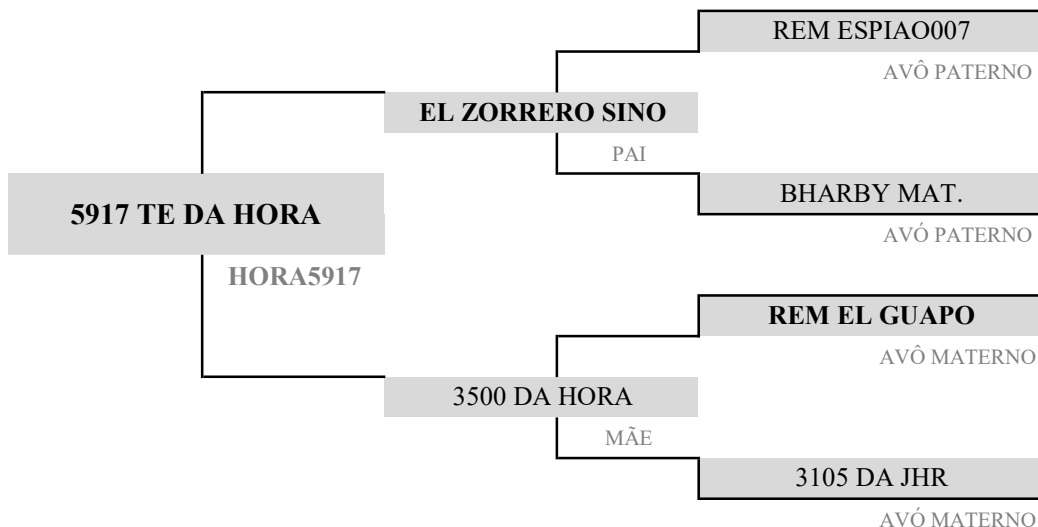 REM ESPIAO007
AVÔ PATERNO
EL ZORRERO SINO
PAI
BHARBY MAT.
AVÓ PATERNO
5917 TE DA HORA
HORA5917
REM EL GUAPO
AVÔ MATERNO
3500 DA HORA
MÃE
3105 DA JHR
AVÓ MATERNO